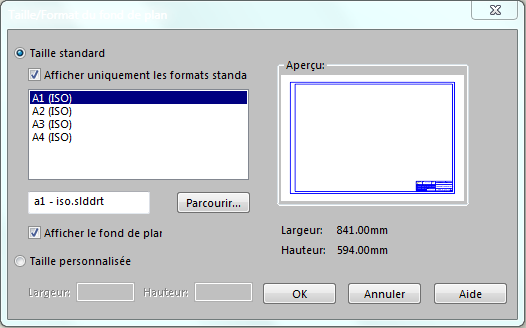 Taille/Format du fond de plan
Taille standard
Afficher uniquement les formats standa
A1 (ISO)
A2 (ISO)
A3 (ISO)
A4 (ISO)
a1 - iso.slddrt
Parcourir...
Afficher le fond de plan
Taille personnalisée
Largeur:
Hauteur:
Aperçu:
Largeur: 841.00mm
Hauteur: 594.00mm
OK
Annuler
Aide